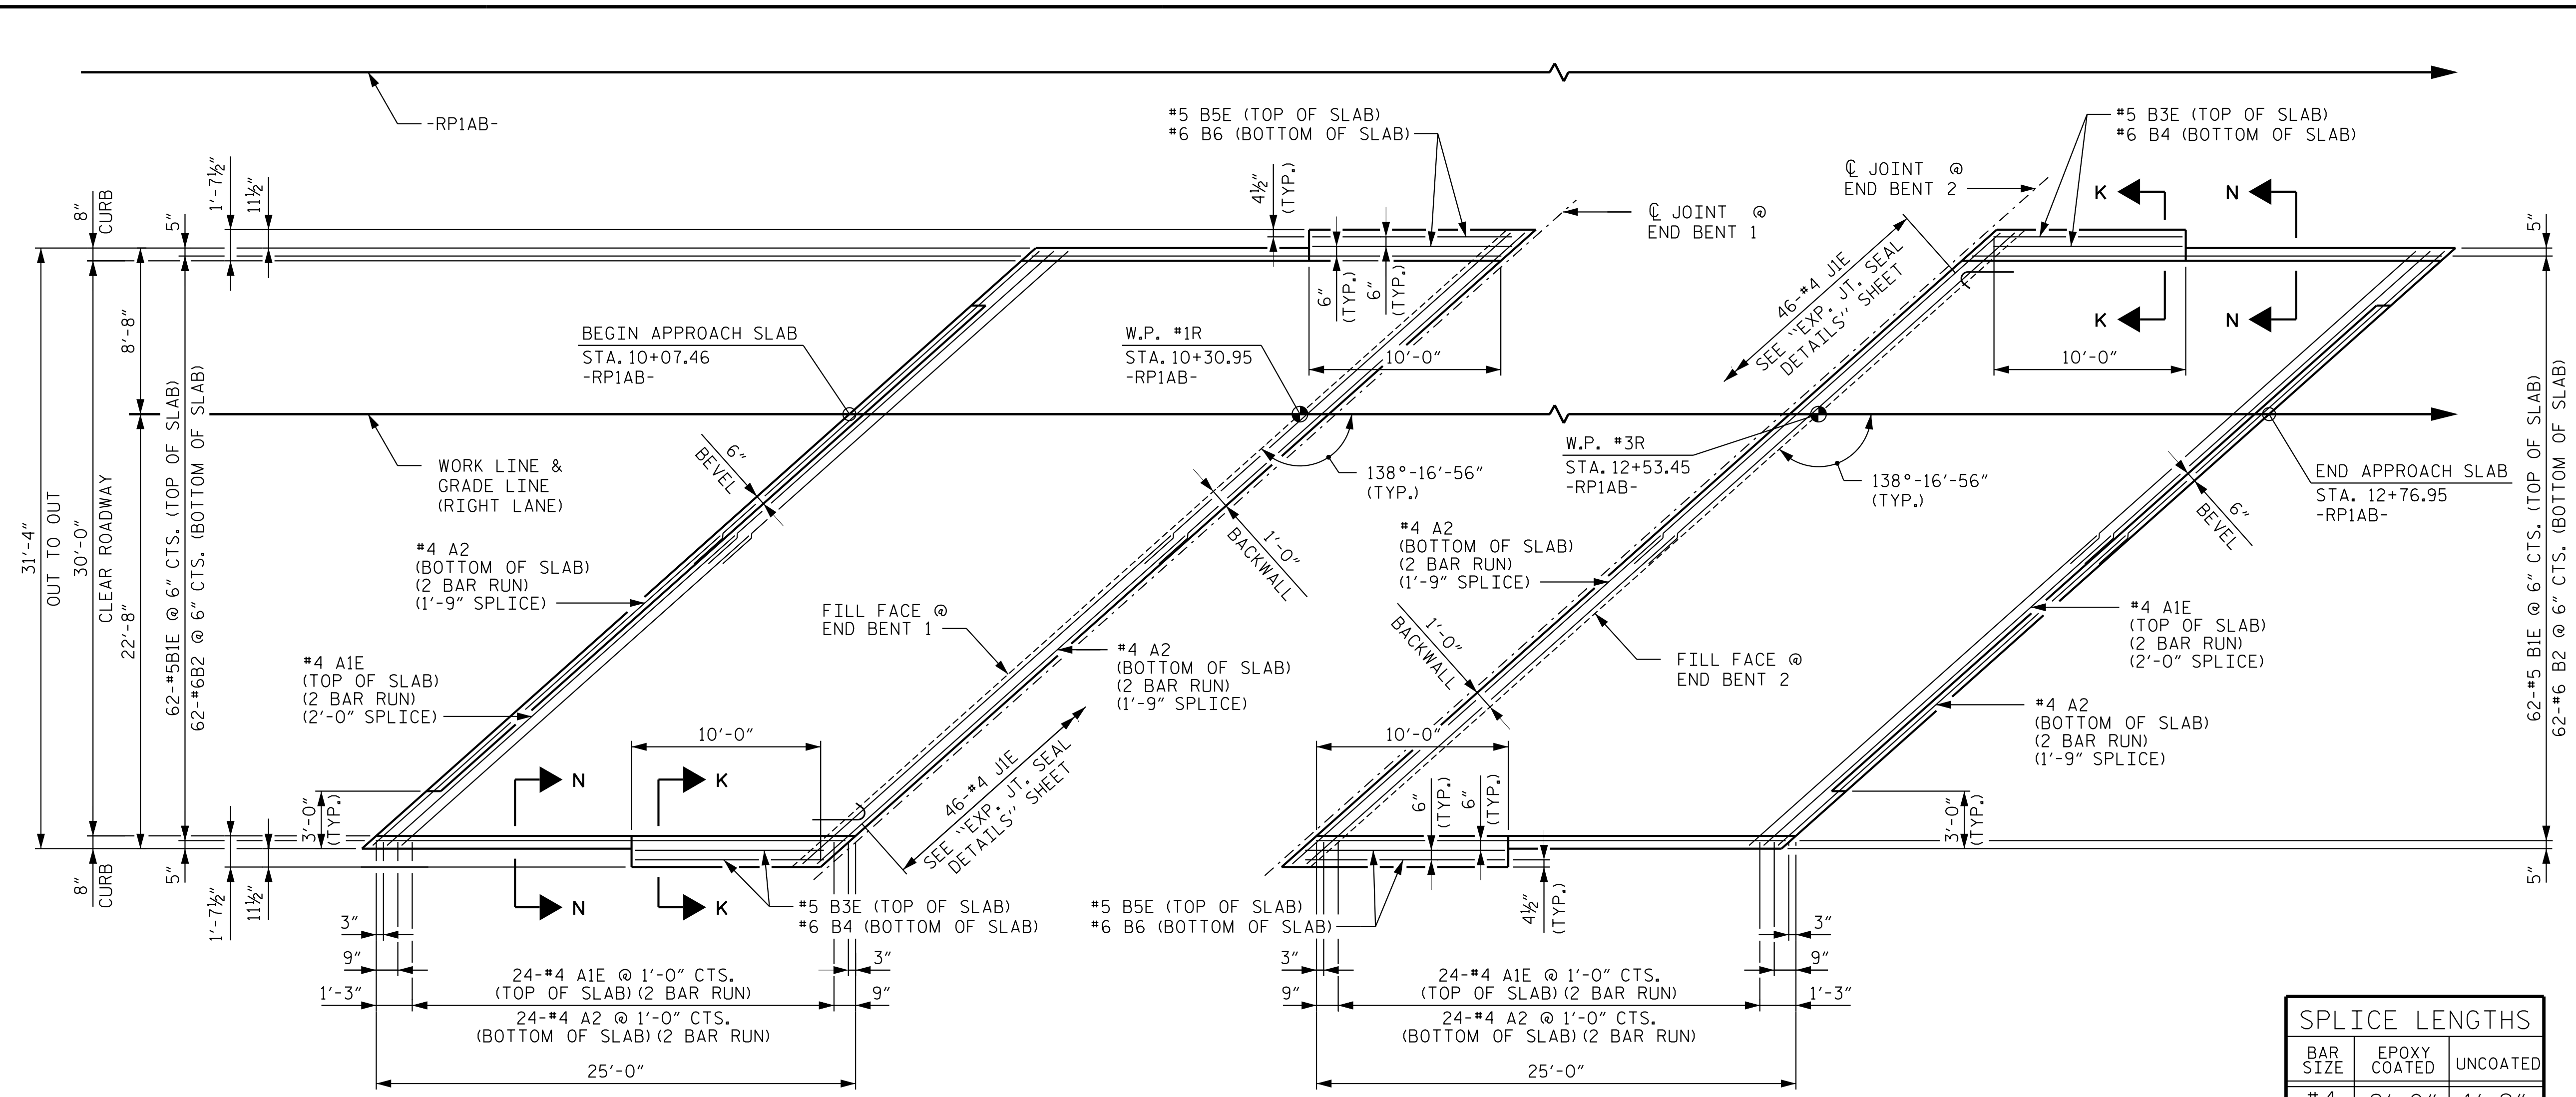 -RP1AB-
#5 B5E (TOP OF SLAB)
#6 B6 (BOTTOM OF SLAB)
#5 B3E (TOP OF SLAB)
#6 B4 (BOTTOM OF SLAB)
℄ JOINT @
END BENT 1
℄ JOINT @
END BENT 2
K
N
K
N
8"
CURB
1'-7½"
11½"
5"
4½"
(TYP.)
6"
(TYP.)
6"
(TYP.)
5"
10'-0"
10'-0"
46-#4 J1E
SEE "EXP. JT. SEAL
DETAILS" SHEET
BEGIN APPROACH SLAB
STA. 10+07.46
-RP1AB-
W.P. #1R
STA. 10+30.95
-RP1AB-
W.P. #3R
STA. 12+53.45
-RP1AB-
END APPROACH SLAB
STA. 12+76.95
-RP1AB-
31'-4"
OUT TO OUT
30'-0"
CLEAR ROADWAY
8'-8"
22'-8"
62-#5B1E @ 6" CTS. (TOP OF SLAB)
62-#6B2 @ 6" CTS. (BOTTOM OF SLAB)
62-#5 B1E @ 6" CTS. (TOP OF SLAB)
62-#6 B2 @ 6" CTS. (BOTTOM OF SLAB)
WORK LINE &
GRADE LINE
(RIGHT LANE)
6"
BEVEL
138°-16'-56"
(TYP.)
138°-16'-56"
(TYP.)
6"
BEVEL
1'-0"
BACKWALL
1'-0"
BACKWALL
#4 A2
(BOTTOM OF SLAB)
(2 BAR RUN)
(1'-9" SPLICE)
#4 A2
(BOTTOM OF SLAB)
(2 BAR RUN)
(1'-9" SPLICE)
FILL FACE @
END BENT 1
FILL FACE @
END BENT 2
#4 A1E
(TOP OF SLAB)
(2 BAR RUN)
(2'-0" SPLICE)
#4 A2
(BOTTOM OF SLAB)
(2 BAR RUN)
(1'-9" SPLICE)
#4 A1E
(TOP OF SLAB)
(2 BAR RUN)
(2'-0" SPLICE)
#4 A2
(BOTTOM OF SLAB)
(2 BAR RUN)
(1'-9" SPLICE)
10'-0"
10'-0"
46-#4 J1E
SEE "EXP. JT. SEAL
DETAILS" SHEET
N
K
N
K
3'-0"
(TYP.)
6"
(TYP.)
6"
(TYP.)
3'-0"
(TYP.)
8"
CURB
5"
1'-7½"
11½"
4½"
(TYP.)
5"
#5 B3E (TOP OF SLAB)
#6 B4 (BOTTOM OF SLAB)
#5 B5E (TOP OF SLAB)
#6 B6 (BOTTOM OF SLAB)
3"
9"
1'-3"
24-#4 A1E @ 1'-0" CTS.
(TOP OF SLAB)(2 BAR RUN)
24-#4 A2 @ 1'-0" CTS.
(BOTTOM OF SLAB)(2 BAR RUN)
3"
9"
25'-0"
3"
9"
24-#4 A1E @ 1'-0" CTS.
(TOP OF SLAB)(2 BAR RUN)
24-#4 A2 @ 1'-0" CTS.
(BOTTOM OF SLAB)(2 BAR RUN)
3"
9"
1'-3"
25'-0"
SPLICE LENGTHS
BAR SIZE
EPOXY COATED
UNCOATED